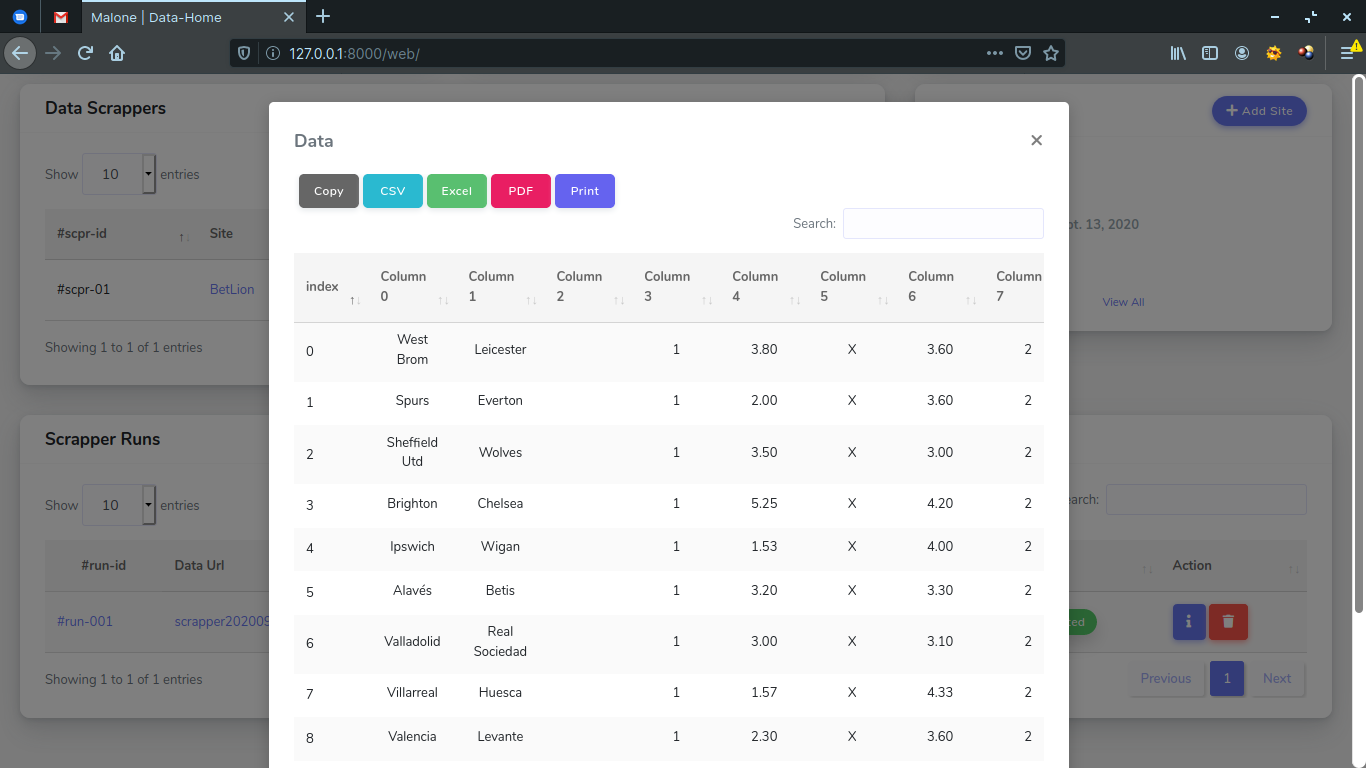 Malone | Data-Home
127.0.0.1:8000/web/
Data Scrappers
Add Site
Show 10 entries
#scpr-id Site
#scpr-01 BetLion
Showing 1 to 1 of 1 entries
13, 2020
View All
Scrapper Runs
Show 10 entries
#run-id Data Url Action
#run-001
Showing 1 to 1 of 1 entries
Previous 1 Next
Data
Copy CSV Excel PDF Print
Search:
index Column 0 Column 1 Column 2 Column 3 Column 4 Column 5 Column 6 Column 7
0 West Brom Leicester 1 3.80 X 3.60 2
1 Spurs Everton 1 2.00 X 3.60 2
2 Sheffield Utd Wolves 1 3.50 X 3.00 2
3 Brighton Chelsea 1 5.25 X 4.20 2
4 Ipswich Wigan 1 1.53 X 4.00 2
5 Alavés Betis 1 3.20 X 3.30 2
6 Valladolid Real Sociedad 1 3.00 X 3.10 2
7 Villarreal Huesca 1 1.57 X 4.33 2
8 Valencia Levante 1 2.30 X 3.60 2